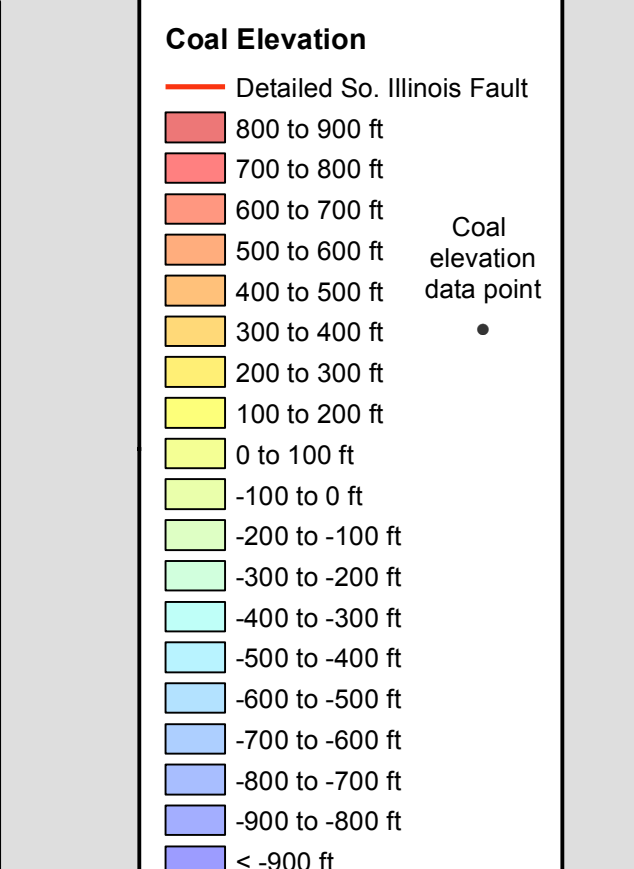 Coal Elevation
Detailed So. Illinois Fault
800 to 900 ft
700 to 800 ft
600 to 700 ft
500 to 600 ft
400 to 500 ft
300 to 400 ft
200 to 300 ft
100 to 200 ft
0 to 100 ft
-100 to 0 ft
-200 to -100 ft
-300 to -200 ft
-400 to -300 ft
-500 to -400 ft
-600 to -500 ft
-700 to -600 ft
-800 to -700 ft
-900 to -800 ft
< -900 ft
Coal
elevation
data point